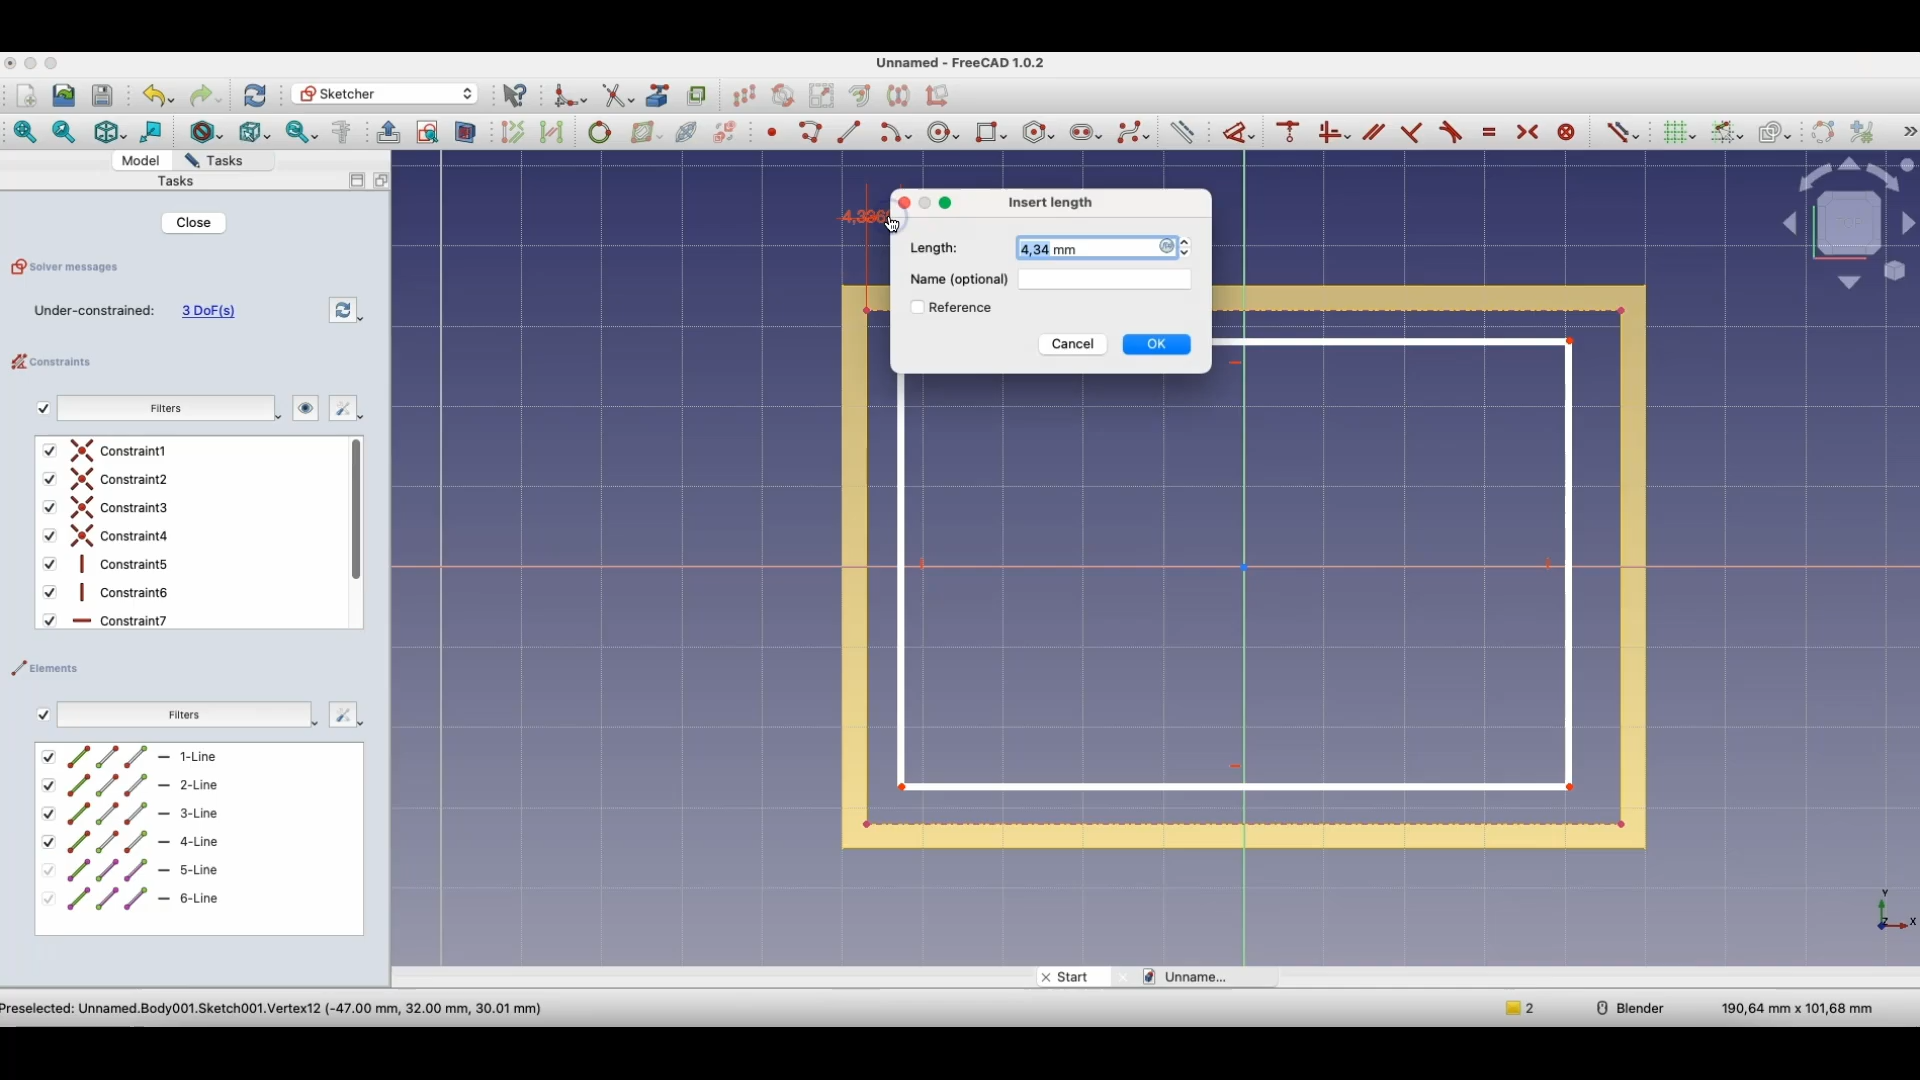 Unnamed - FreeCAD 1.0.2
Sketcher
Model
Tasks
Tasks
Close
Solver messages
Under-constrained:
3 DoF(s)
Constraints
Filters
Constraint1
Constraint2
Constraint3
Constraint4
Constraint5
Constraint6
Constraint7
Elements
Filters
1-Line
2-Line
3-Line
4-Line
5-Line
6-Line
Insert length
Length:
4,34 mm
Name (optional)
Reference
Cancel
OK
TOP
Y
Z
X
Start
Unname...
Preselected: Unnamed.Body001.Sketch001.Vertex12 (-47.00 mm, 32.00 mm, 30.01 mm)
2
Blender
190,64 mm x 101,68 mm